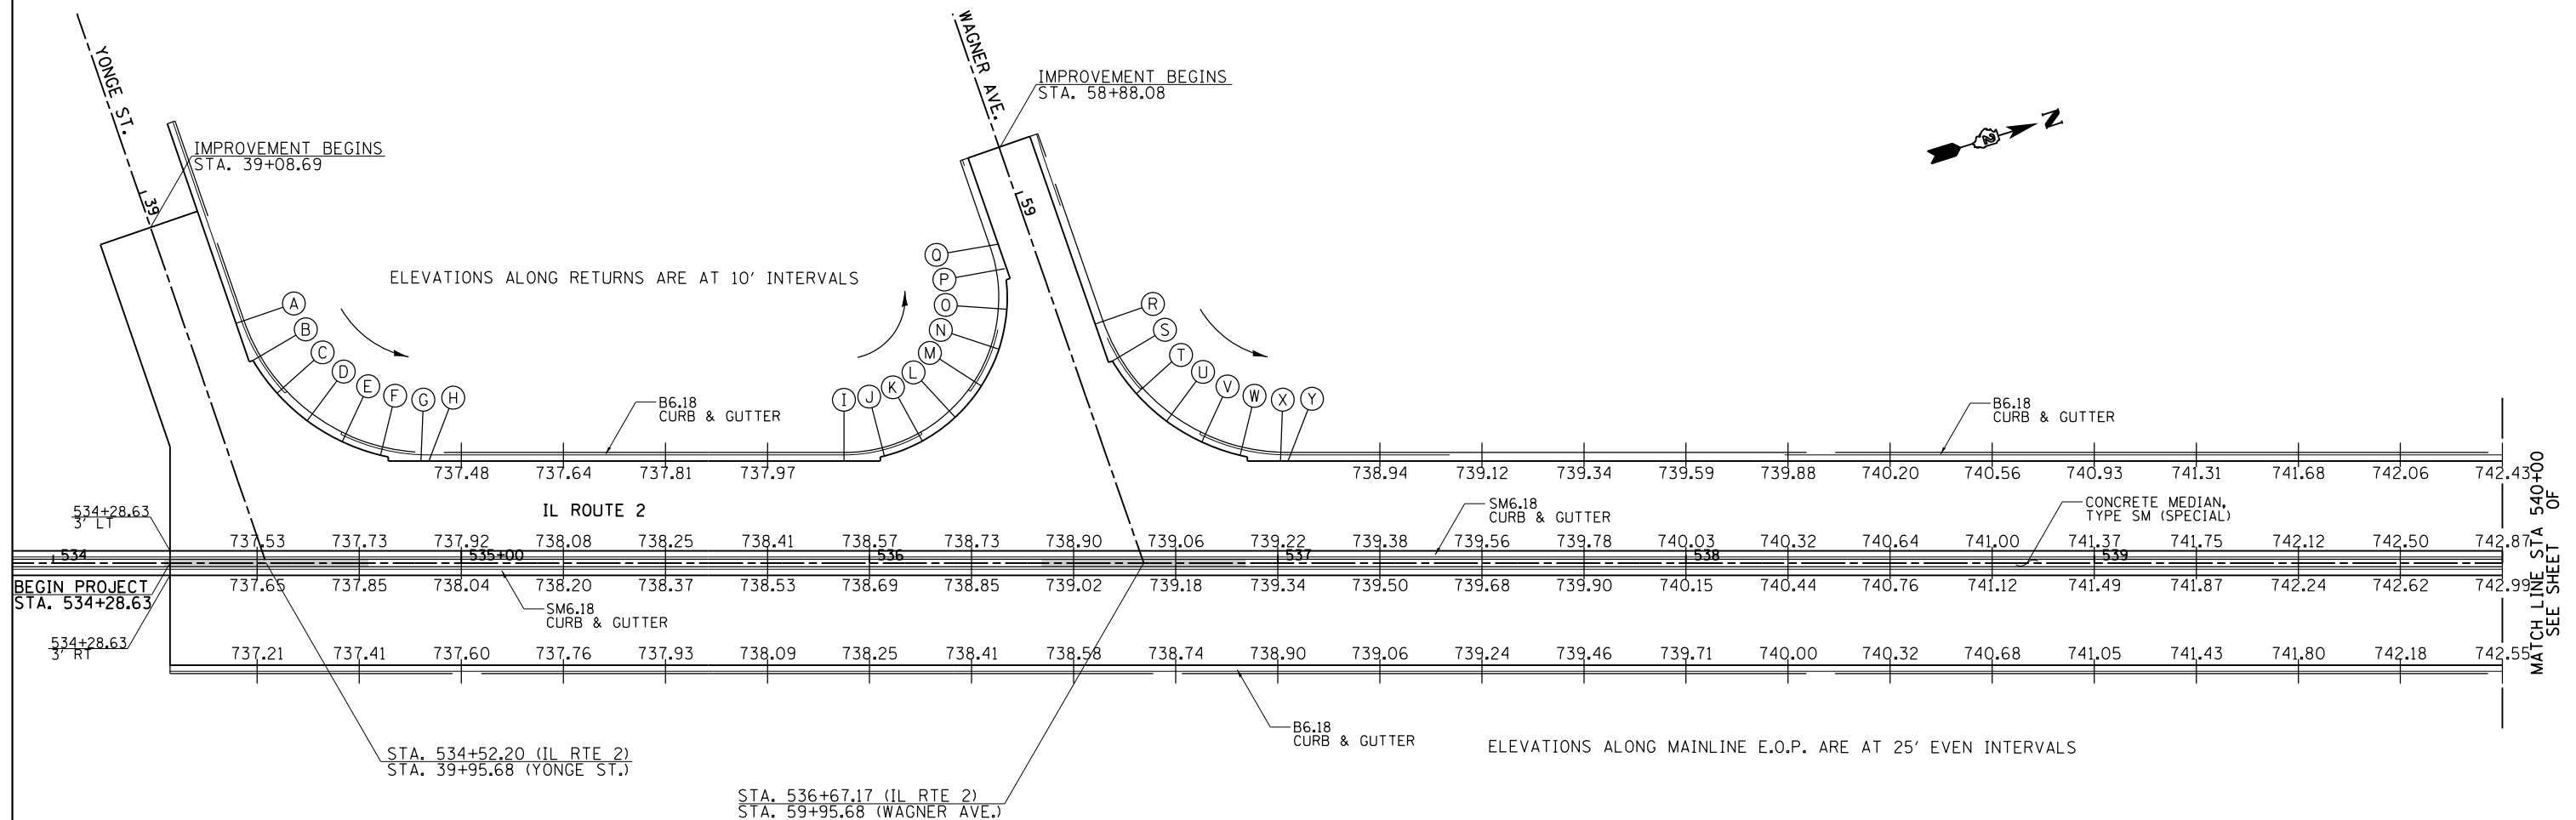 YONGE ST.
WAGNER AVE.
IMPROVEMENT BEGINS
STA. 58+88.08
IMPROVEMENT BEGINS
STA. 39+08.69
N
2
39
59
ELEVATIONS ALONG RETURNS ARE AT 10' INTERVALS
A
B
C
D
E
F
G
H
I
J
K
L
M
N
O
P
Q
R
S
T
U
V
W
X
Y
B6.18
CURB & GUTTER
B6.18
CURB & GUTTER
737.48 737.64 737.81 737.97 738.94 739.12 739.34 739.59 739.88 740.20 740.56 740.93 741.31 741.68 742.06 742.43
IL ROUTE 2
SM6.18
CURB & GUTTER
CONCRETE MEDIAN,
TYPE SM (SPECIAL)
534+28.63
3' LT
737.53 737.73 737.92 738.08 738.25 738.41 738.57 738.73 738.90 739.06 739.22 739.38 739.56 739.78 740.03 740.32 740.64 741.00 741.37 741.75 742.12 742.50 742.87
534 535+00 536 537 538 539
737.65 737.85 738.04 738.20 738.37 738.53 738.69 738.85 739.02 739.18 739.34 739.50 739.68 739.90 740.15 740.44 740.76 741.12 741.49 741.87 742.24 742.62 742.99
BEGIN PROJECT
STA. 534+28.63
SM6.18
CURB & GUTTER
534+28.63
3' RT
737.21 737.41 737.60 737.76 737.93 738.09 738.25 738.41 738.58 738.74 738.90 739.06 739.24 739.46 739.71 740.00 740.32 740.68 741.05 741.43 741.80 742.18 742.55
MATCH LINE STA 540+00
SEE SHEET OF
B6.18
CURB & GUTTER
ELEVATIONS ALONG MAINLINE E.O.P. ARE AT 25' EVEN INTERVALS
STA. 534+52.20 (IL RTE 2)
STA. 39+95.68 (YONGE ST.)
STA. 536+67.17 (IL RTE 2)
STA. 59+95.68 (WAGNER AVE.)